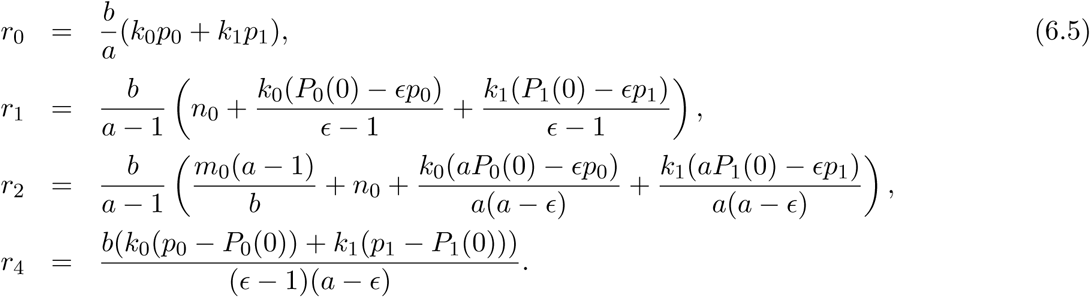 r_0 = \frac{b}{a}(k_0 p_0 + k_1 p_1), (6.5)
r_1 = \frac{b}{a-1} \left( n_0 + \frac{k_0(P_0(0) - \epsilon p_0)}{\epsilon - 1} + \frac{k_1(P_1(0) - \epsilon p_1)}{\epsilon - 1} \right),
r_2 = \frac{b}{a-1} \left( \frac{m_0(a-1)}{b} + n_0 + \frac{k_0(aP_0(0) - \epsilon p_0)}{a(a-\epsilon)} + \frac{k_1(aP_1(0) - \epsilon p_1)}{a(a-\epsilon)} \right),
r_4 = \frac{b(k_0(p_0 - P_0(0)) + k_1(p_1 - P_1(0)))}{(\epsilon - 1)(a - \epsilon)}.